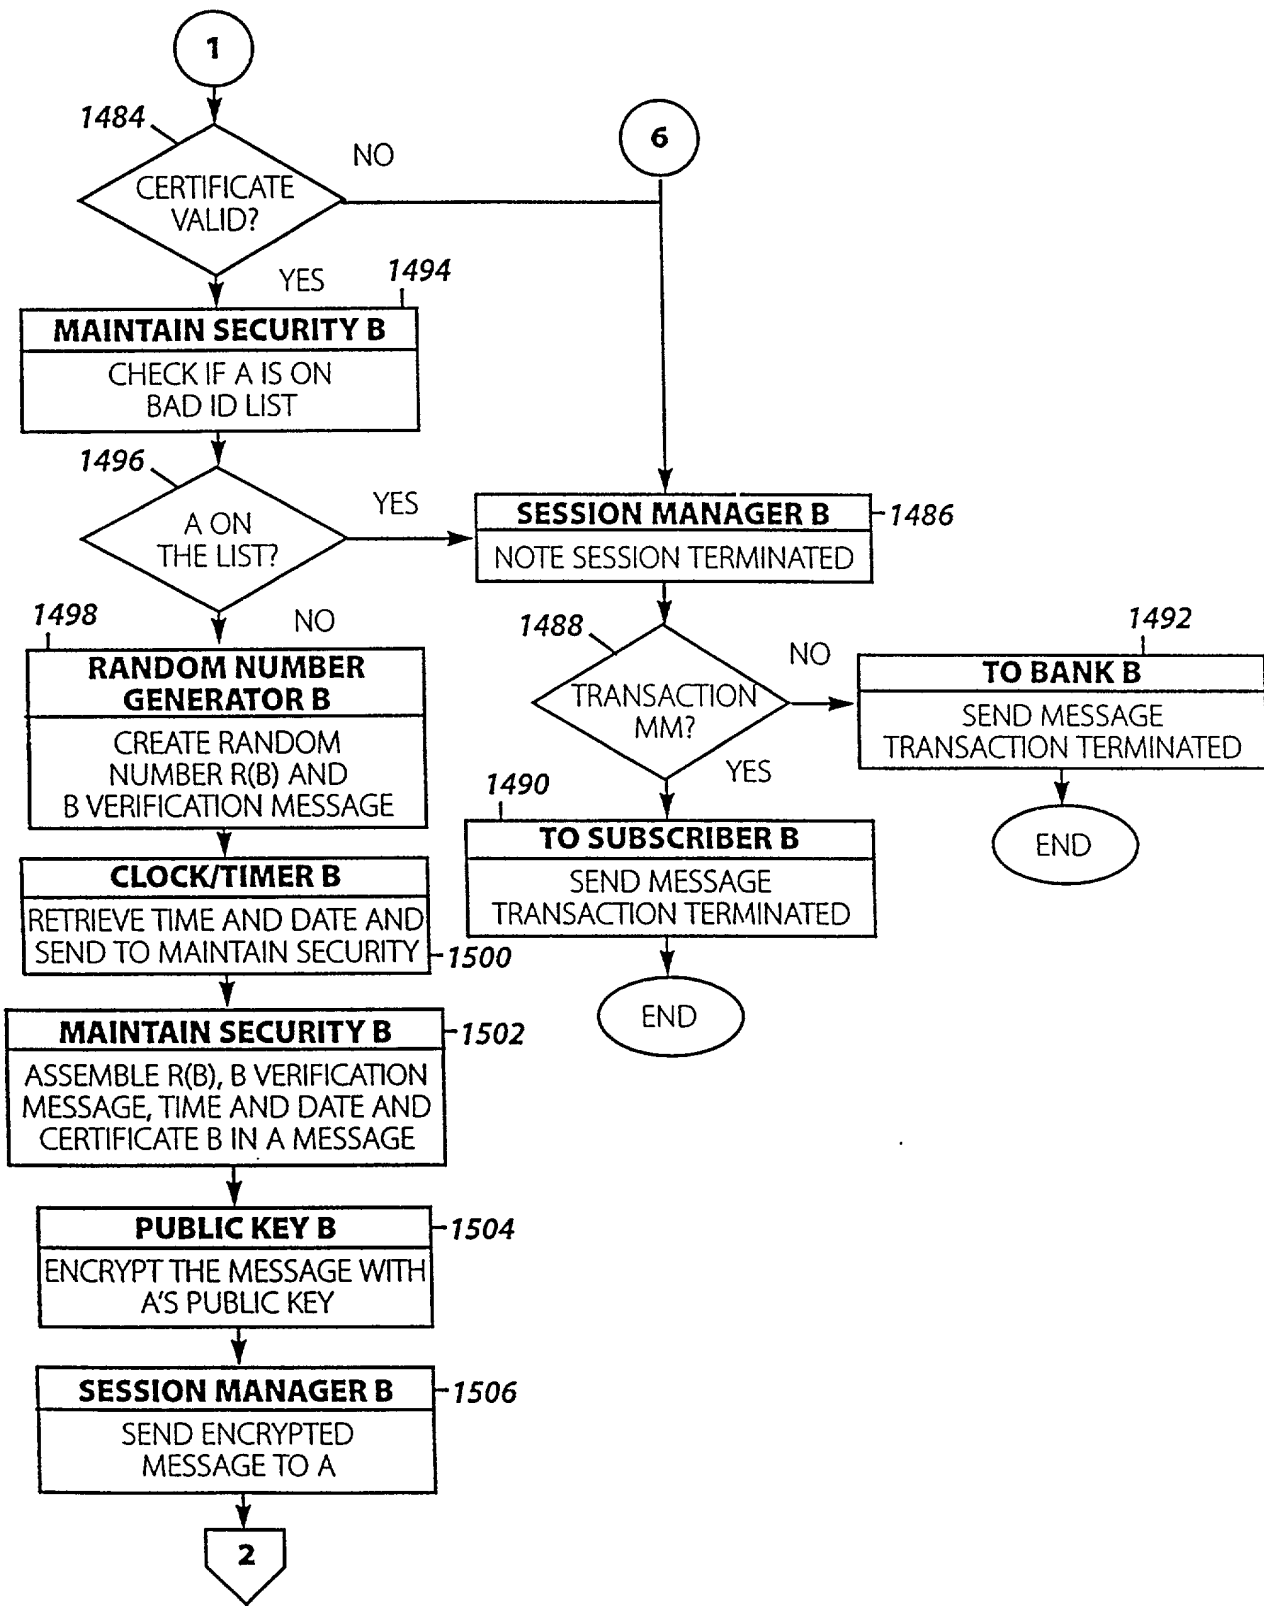 1
1484
CERTIFICATE
VALID?
NO
6
YES
1494
MAINTAIN SECURITY B
CHECK IF A IS ON
BAD ID LIST
1496
A ON
THE LIST?
YES
SESSION MANAGER B
1486
NOTE SESSION TERMINATED
1498
NO
RANDOM NUMBER
GENERATOR B
CREATE RANDOM
NUMBER R(B) AND
B VERIFICATION MESSAGE
1488
TRANSACTION
MM?
NO
1492
TO BANK B
SEND MESSAGE
TRANSACTION TERMINATED
END
YES
1490
TO SUBSCRIBER B
SEND MESSAGE
TRANSACTION TERMINATED
END
CLOCK/TIMER B
RETRIEVE TIME AND DATE AND
SEND TO MAINTAIN SECURITY
1500
MAINTAIN SECURITY B
1502
ASSEMBLE R(B), B VERIFICATION
MESSAGE, TIME AND DATE AND
CERTIFICATE B IN A MESSAGE
PUBLIC KEY B
1504
ENCRYPT THE MESSAGE WITH
A'S PUBLIC KEY
SESSION MANAGER B
1506
SEND ENCRYPTED
MESSAGE TO A
2